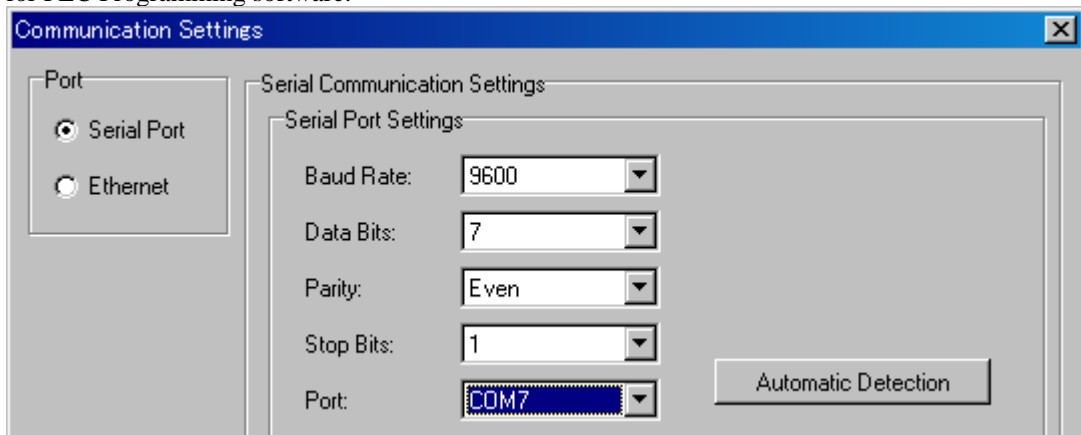 for PLC Programming software.
Communication Settings
Port
Serial Port
Ethernet
Serial Communication Settings
Serial Port Settings
Baud Rate: 9600
Data Bits: 7
Parity: Even
Stop Bits: 1
Port: COM7
Automatic Detection